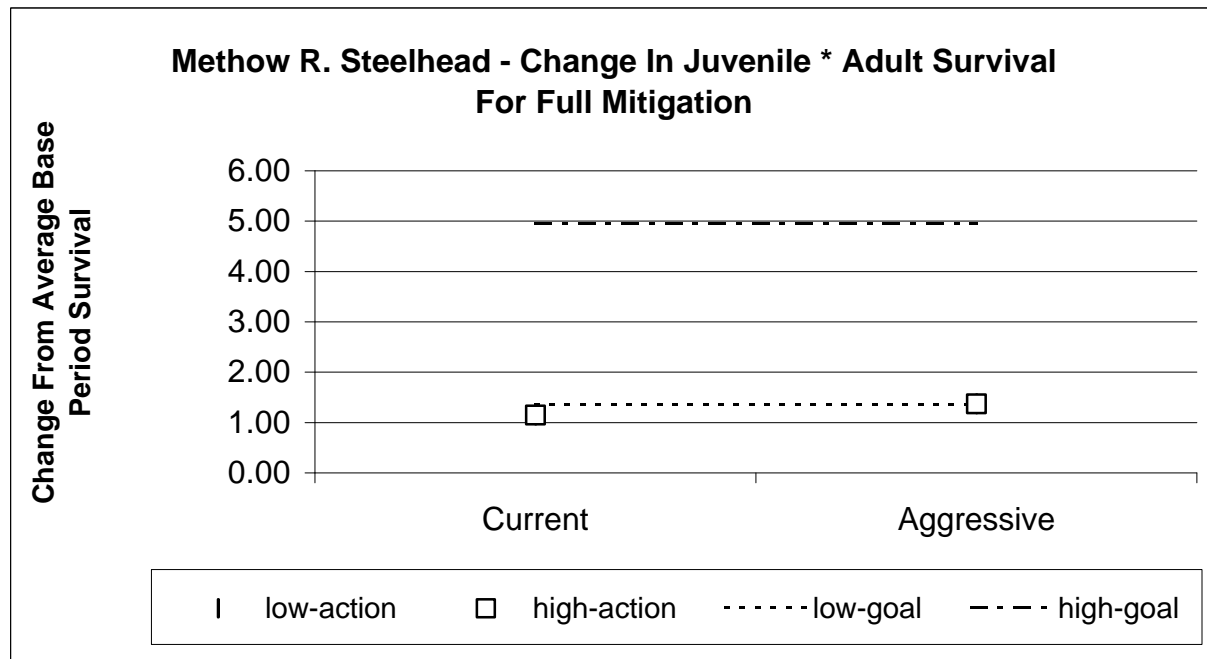 Methow R. Steelhead - Change In Juvenile * Adult Survival
For Full Mitigation
Change From Average Base
Period Survival
6.00
5.00
4.00
3.00
2.00
1.00
0.00
Current Aggressive
low-action high-action low-goal high-goal